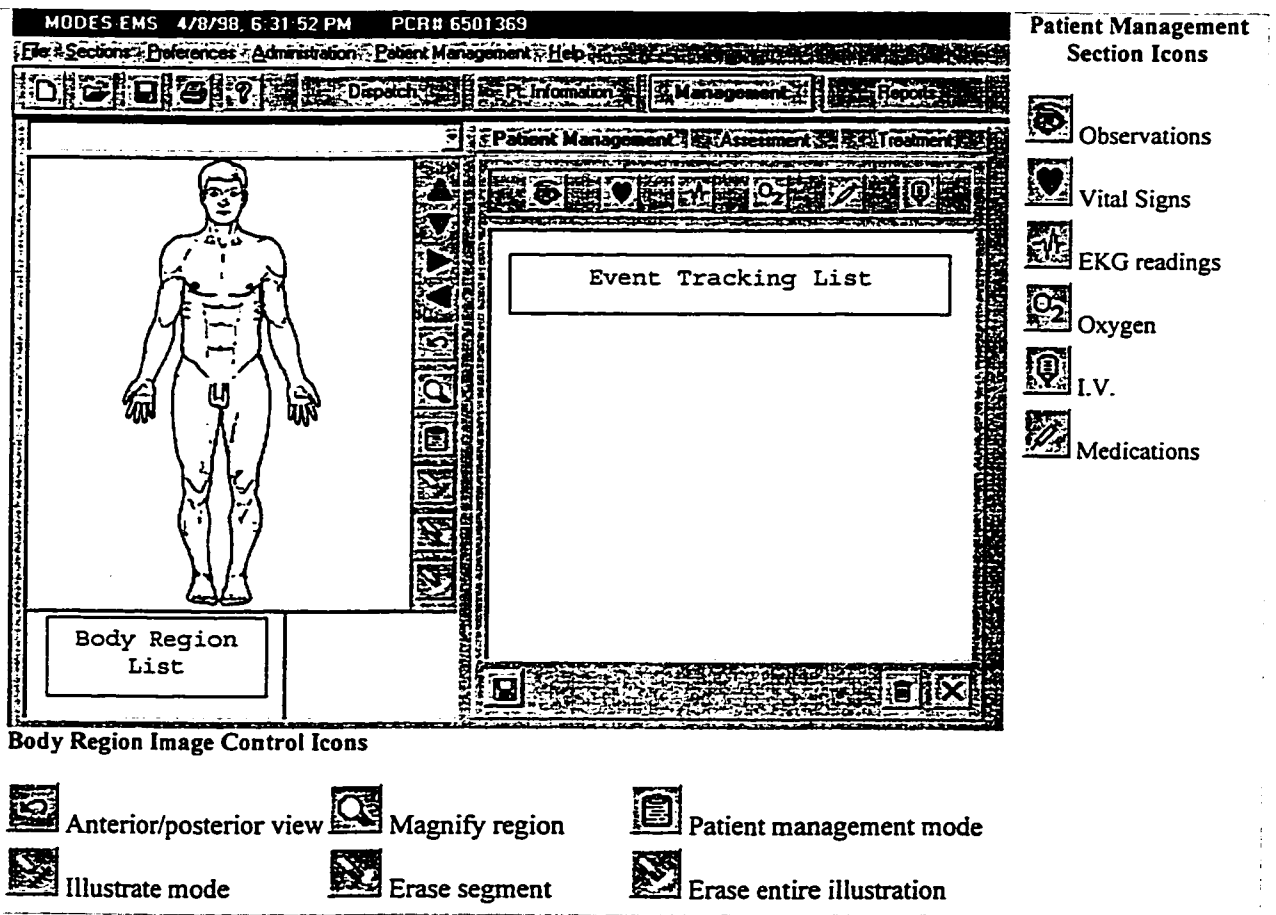 MODES-EMS 4/8/98, 6:31:52 PM PCR# 6501369
File Sections Preferences Administration Patient Management Help
? Dispatch Pt. Information Management Reports
Patient Management Assessment Treatment
O2
Event Tracking List
Body Region
List
Patient Management
Section Icons
Observations
Vital Signs
EKG readings
O2 Oxygen
I.V.
Medications
Body Region Image Control Icons
Anterior/posterior view Magnify region Patient management mode
Illustrate mode Erase segment Erase entire illustration